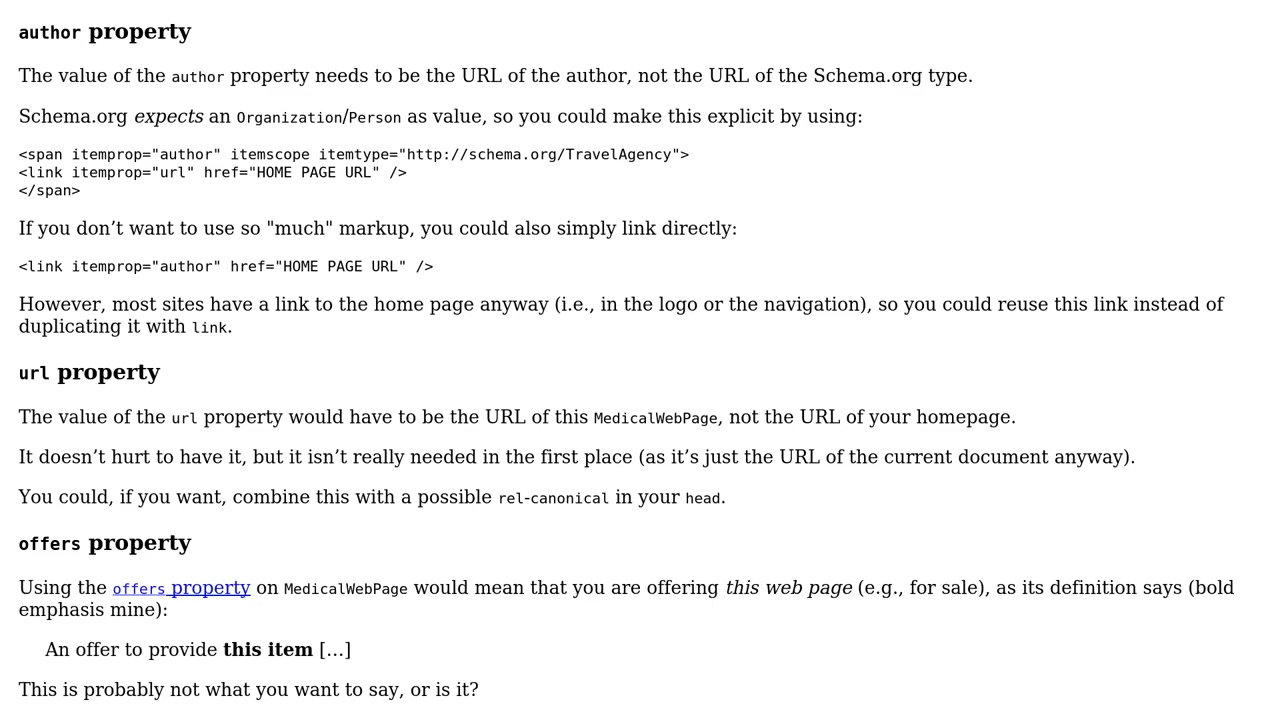 author property
The value of the author property needs to be the URL of the author, not the URL of the Schema.org type.
Schema.org expects an Organization/Person as value, so you could make this explicit by using:
<span itemprop="author" itemscope itemtype="http://schema.org/TravelAgency">
<link itemprop="url" href="HOME PAGE URL" />
</span>
If you don’t want to use so "much" markup, you could also simply link directly:
<link itemprop="author" href="HOME PAGE URL" />
However, most sites have a link to the home page anyway (i.e., in the logo or the navigation), so you could reuse this link instead of
duplicating it with link.
url property
The value of the url property would have to be the URL of this MedicalWebPage, not the URL of your homepage.
It doesn’t hurt to have it, but it isn’t really needed in the first place (as it’s just the URL of the current document anyway).
You could, if you want, combine this with a possible rel-canonical in your head.
offers property
Using the offers property on MedicalWebPage would mean that you are offering this web page (e.g., for sale), as its definition says (bold
emphasis mine):
An offer to provide this item […]
This is probably not what you want to say, or is it?